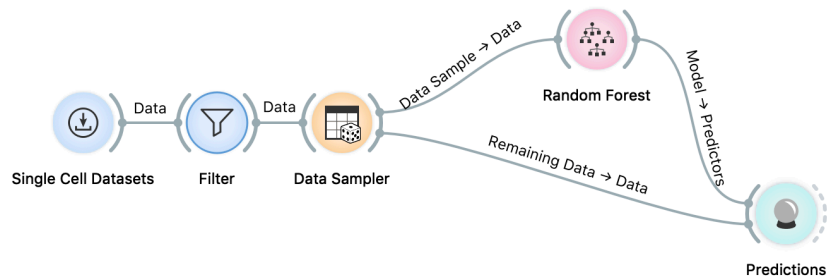 Data Sample → Data
Random Forest
Model → Predictors
Data
Data
Single Cell Datasets
Filter
Data Sampler
Remaining Data → Data
Predictions